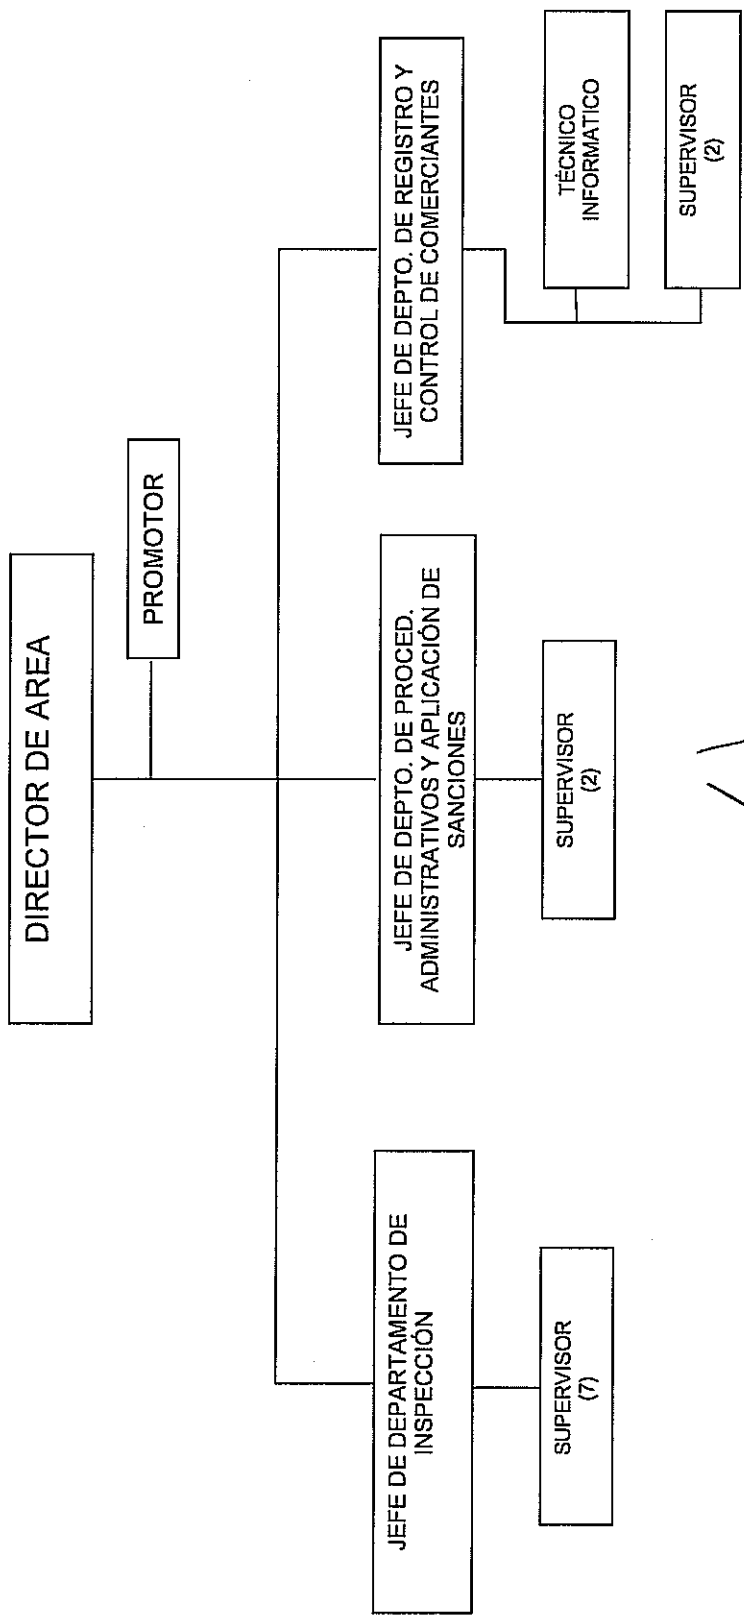 DIRECTOR DE AREA
PROMOTOR
JEFE DE DEPARTAMENTO DE
INSPECCIÓN
SUPERVISOR
(7)
JEFE DE DEPTO. DE PROCED.
ADMINISTRATIVOS Y APLICACIÓN DE
SANCIONES
SUPERVISOR
(2)
JEFE DE DEPTO. DE REGISTRO Y
CONTROL DE COMERCIANTES
TÉCNICO
INFORMATICO
SUPERVISOR
(2)